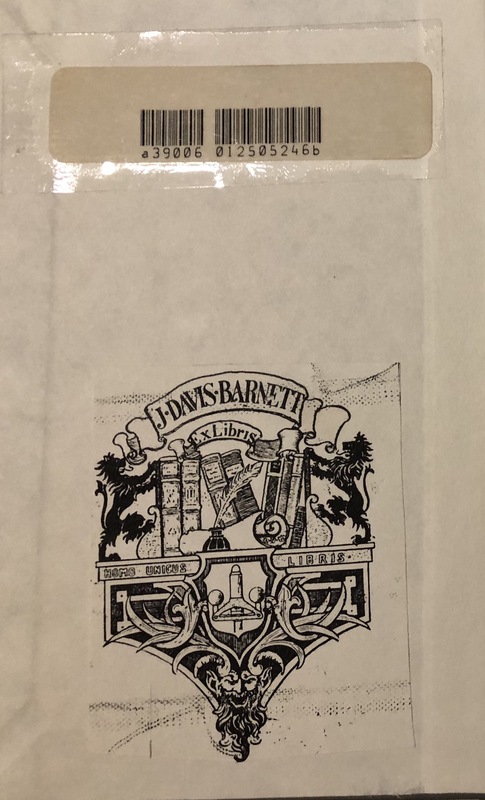 a39006 012505246b
J·DAVIS·BARNETT
Ex Libris
HOMO UNIUS LIBRIS